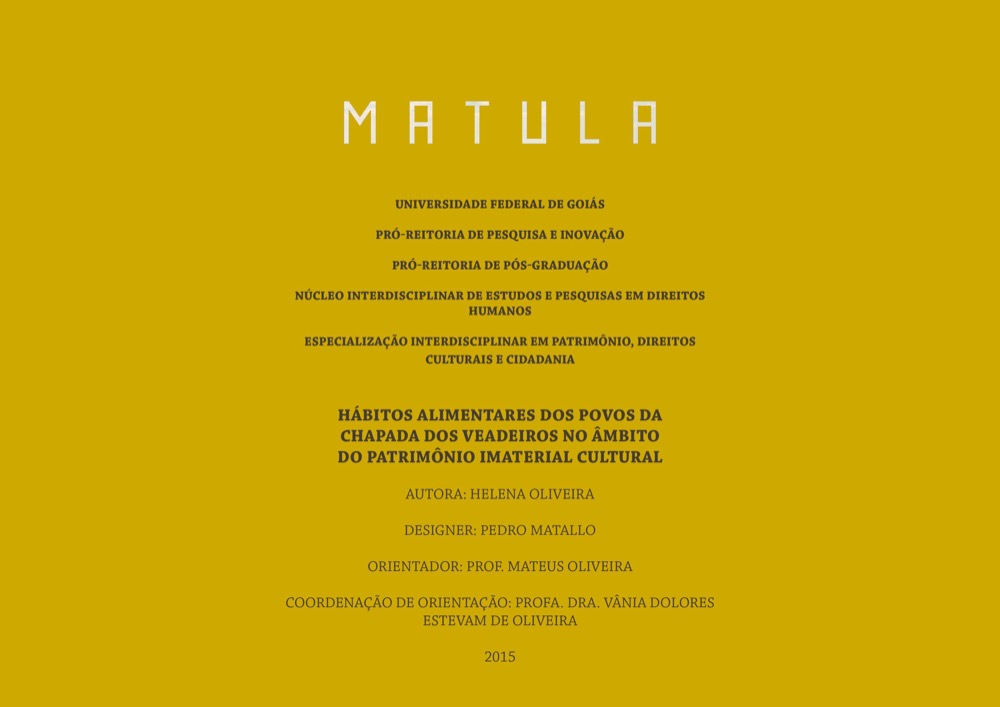 MATULA
UNIVERSIDADE FEDERAL DE GOIÁS
PRÓ-REITORIA DE PESQUISA E INOVAÇÃO
PRÓ-REITORIA DE PÓS-GRADUAÇÃO
NÚCLEO INTERDISCIPLINAR DE ESTUDOS E PESQUISAS EM DIREITOS
HUMANOS
ESPECIALIZAÇÃO INTERDISCIPLINAR EM PATRIMÔNIO, DIREITOS
CULTURAIS E CIDADANIA
HÁBITOS ALIMENTARES DOS POVOS DA
CHAPADA DOS VEADEIROS NO ÂMBITO
DO PATRIMÔNIO IMATERIAL CULTURAL
AUTORA: HELENA OLIVEIRA
DESIGNER: PEDRO MATALLO
ORIENTADOR: PROF. MATEUS OLIVEIRA
COORDENAÇÃO DE ORIENTAÇÃO: PROFA. DRA. VÂNIA DOLORES
ESTEVAM DE OLIVEIRA
2015